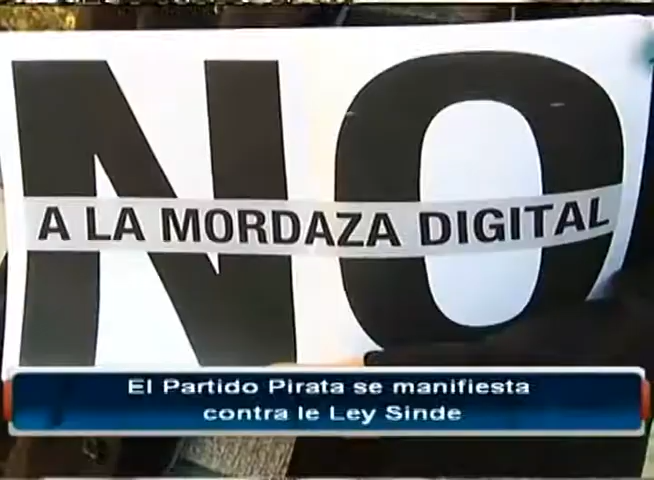 NO
A LA MORDAZA DIGITAL
El Partido Pirata se manifiesta
contra le Ley Sinde